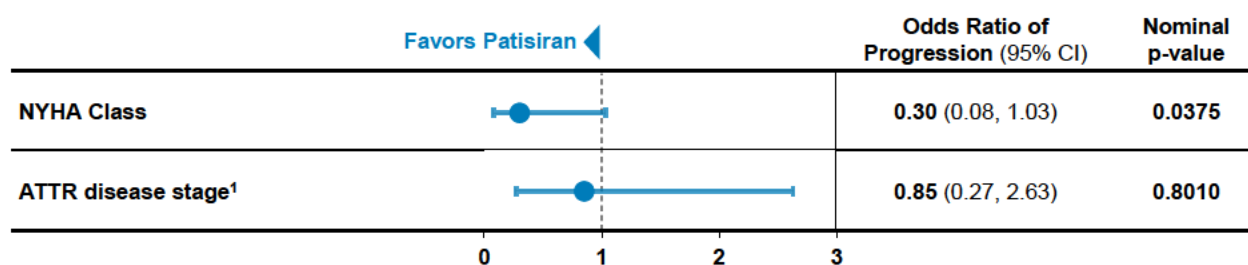 Favors Patisiran
Odds Ratio of
Progression (95% CI)
Nominal
p-value
NYHA Class
0.30 (0.08, 1.03)
0.0375
ATTR disease stage¹
0.85 (0.27, 2.63)
0.8010
0 1 2 3